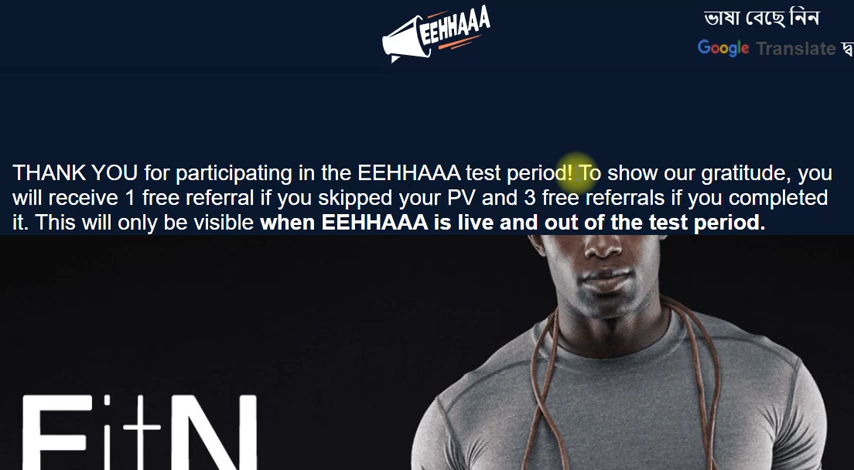 EEHHAAA
ভাষা বেছে নিন
Google Translate দ্ব
THANK YOU for participating in the EEHHAAA test period! To show our gratitude, you
will receive 1 free referral if you skipped your PV and 3 free referrals if you completed
it. This will only be visible when EEHHAAA is live and out of the test period.
FitN